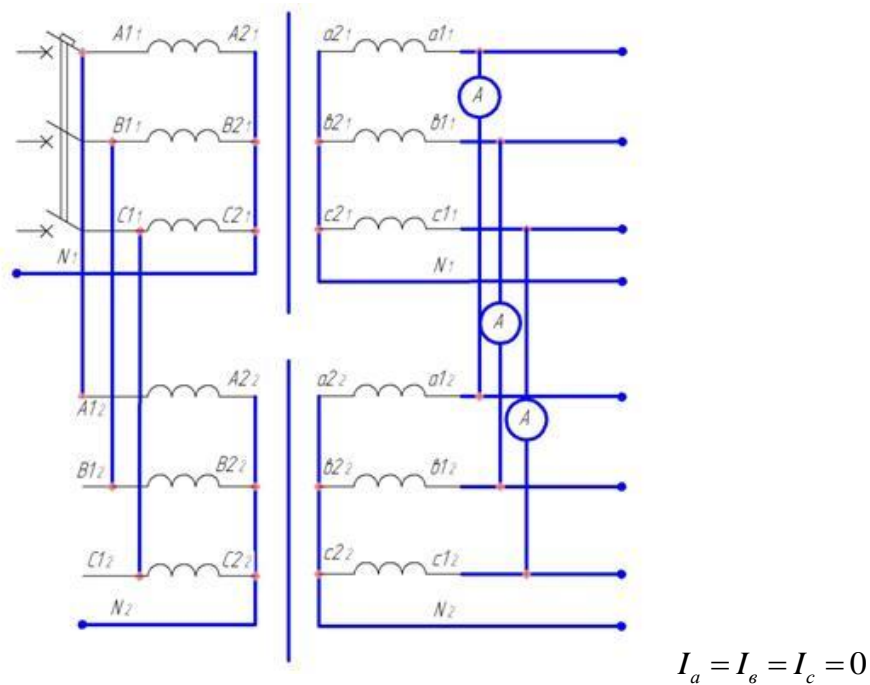 A1₁ A2₁ a2₁ a1₁
A
B1₁ B2₁ в2₁ в1₁
C1₁ C2₁ c2₁ c1₁
N₁ N₁
A
A2₂ a2₂ a1₂
A1₂
A
B1₂ B2₂ в2₂ в1₂
C1₂ C2₂ c2₂ c1₂
N₂ N₂
I_a = I_в = I_c = 0